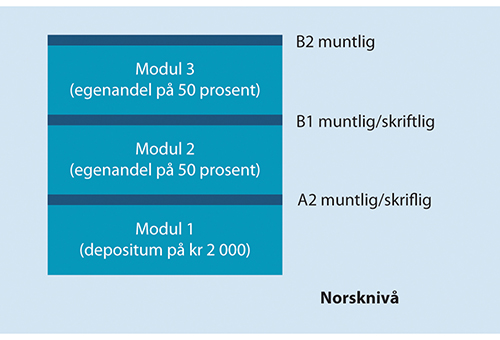 B2 muntlig
Modul 3
(egenandel på 50 prosent)
B1 muntlig/skriftlig
Modul 2
(egenandel på 50 prosent)
A2 muntlig/skriflig
Modul 1
(depositum på kr 2 000)
Norsknivå